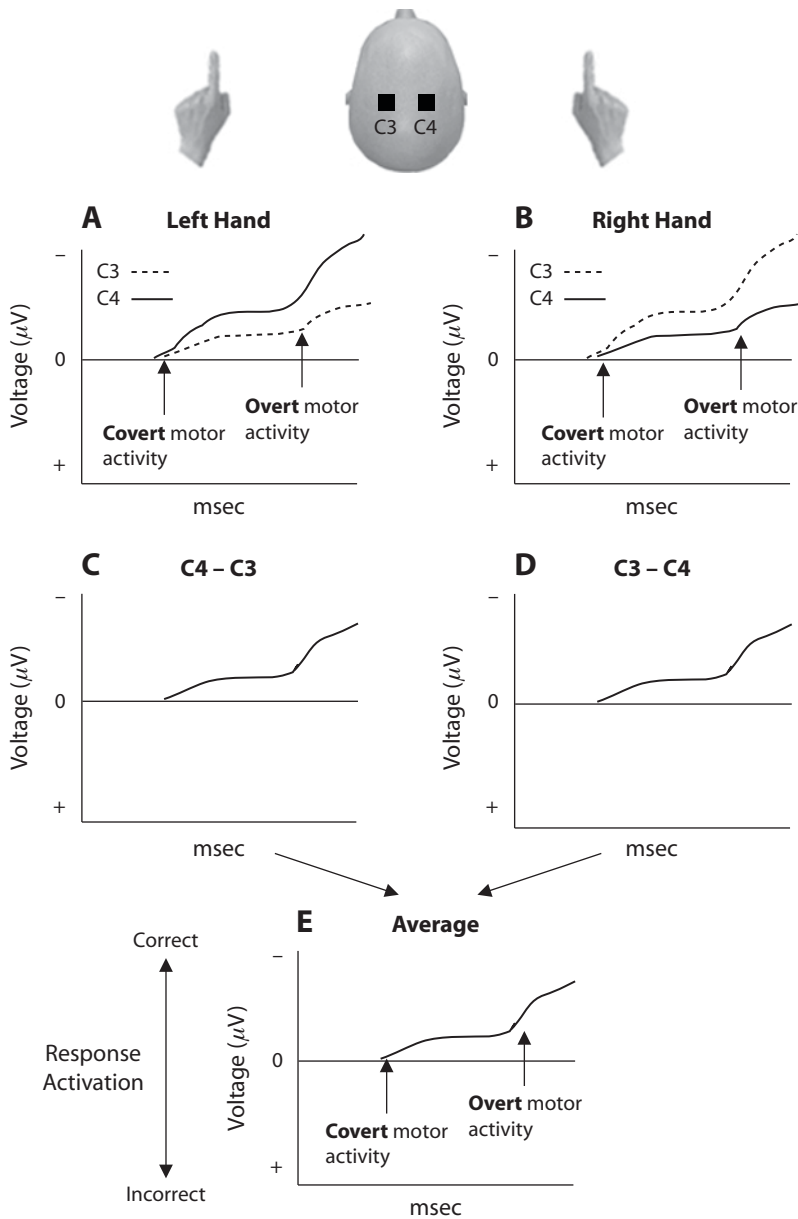 C3 C4
A Left Hand
−
C3
C4
Voltage (μV)
0
Covert motor
activity
Overt motor
activity
+
msec
B Right Hand
−
C3
C4
Voltage (μV)
0
Covert motor
activity
Overt motor
activity
+
msec
C C4 – C3
−
Voltage (μV)
0
+
msec
D C3 – C4
−
Voltage (μV)
0
+
msec
E Average
Correct
Response
Activation
Incorrect
−
Voltage (μV)
0
Covert motor
activity
Overt motor
activity
+
msec